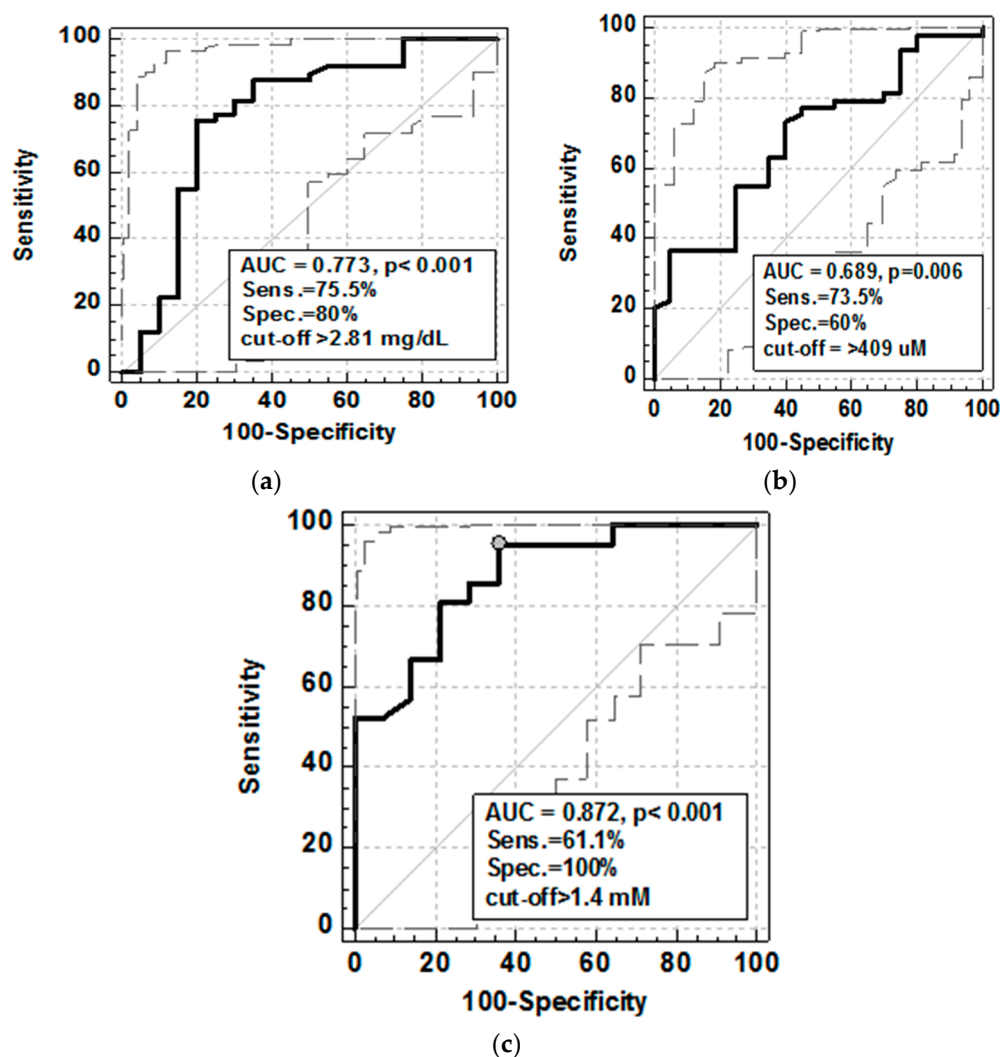 100
80
60
40
20
0
Sensitivity
AUC = 0.773, p< 0.001
Sens.=75.5%
Spec.=80%
cut-off >2.81 mg/dL
0 20 40 60 80 100
100-Specificity
(a)
100
80
60
40
20
0
Sensitivity
AUC = 0.689, p=0.006
Sens.=73.5%
Spec.=60%
cut-off = >409 uM
0 20 40 60 80 100
100-Specificity
(b)
100
80
60
40
20
0
Sensitivity
AUC = 0.872, p< 0.001
Sens.=61.1%
Spec.=100%
cut-off>1.4 mM
0 20 40 60 80 100
100-Specificity
(c)